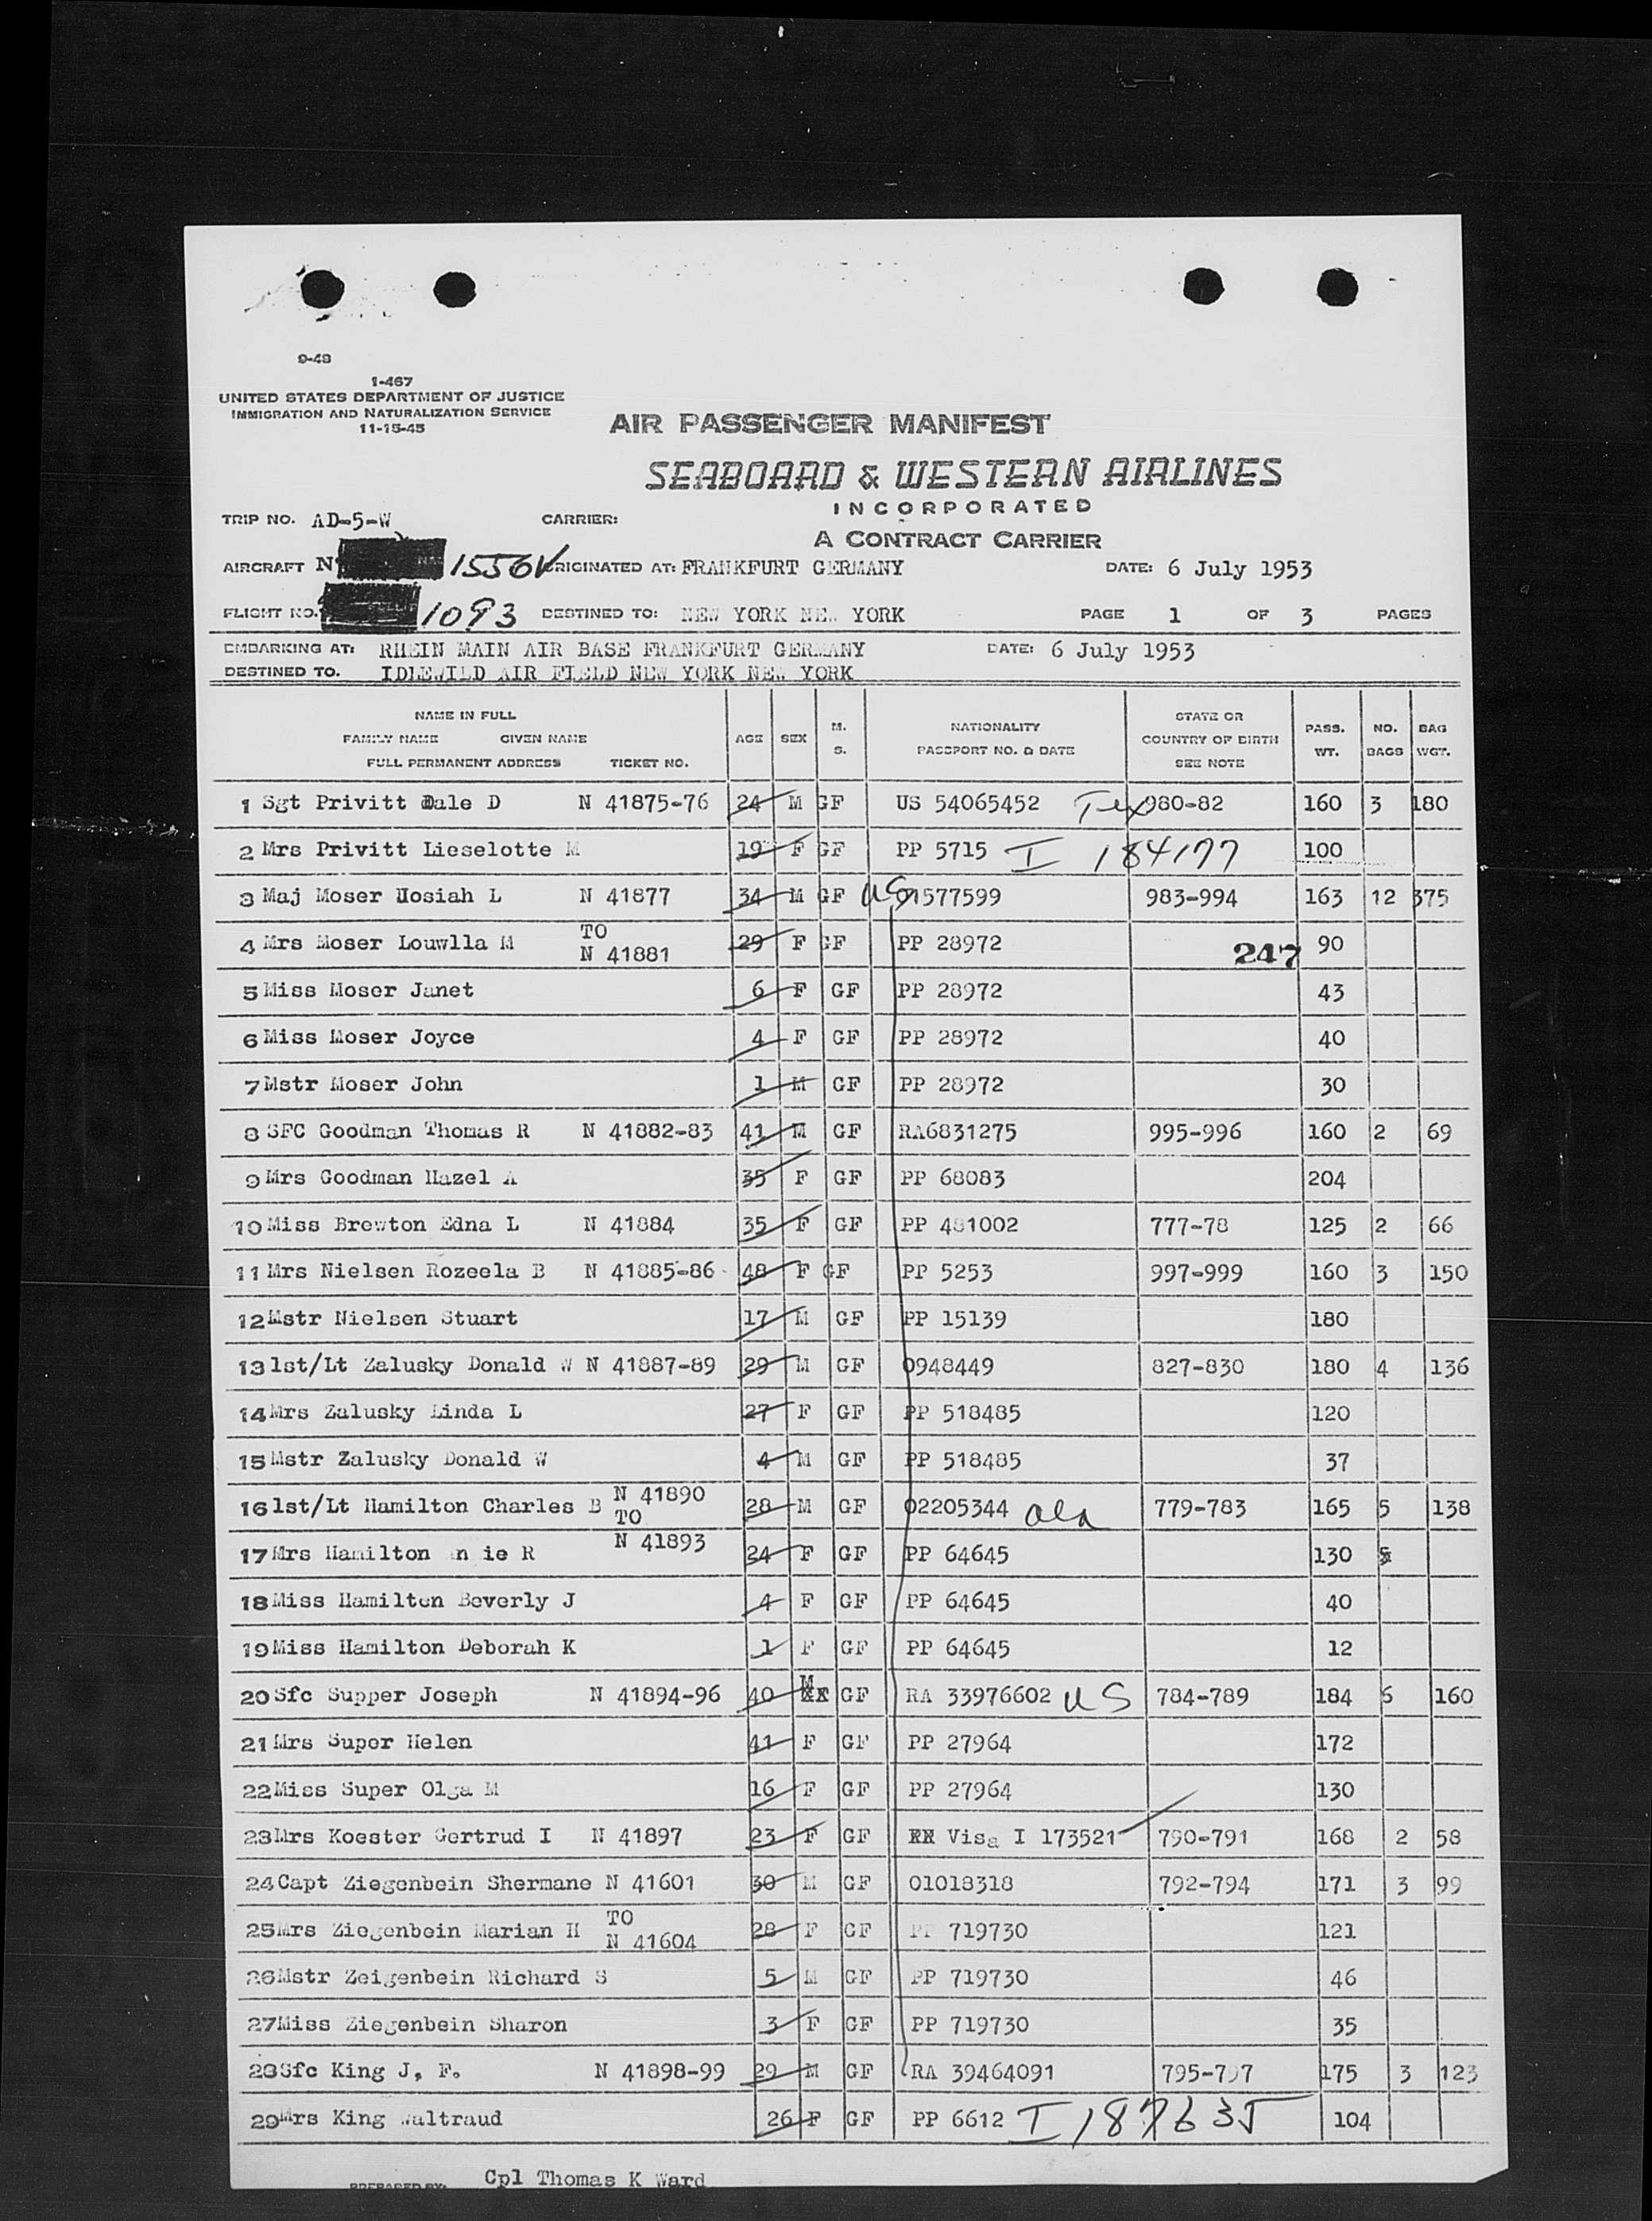 9-48
1-467
UNITED STATES DEPARTMENT OF JUSTICE
IMMIGRATION AND NATURALIZATION SERVICE
11-15-45
AIR PASSENGER MANIFEST
SEABOARD & WESTERN AIRLINES
INCORPORATED
A CONTRACT CARRIER
TRIP NO. AD-5-W CARRIER:
AIRCRAFT N 1556V ORIGINATED AT: FRANKFURT GERMANY DATE: 6 July 1953
FLIGHT NO. 1093 DESTINED TO: NEW YORK NEW YORK PAGE 1 OF 3 PAGES
EMBARKING AT: RHEIN MAIN AIR BASE FRANKFURT GERMANY DATE: 6 July 1953
DESTINED TO. IDLEWILD AIR FIELD NEW YORK NEW YORK
NAME IN FULL
FAMILY NAME GIVEN NAME
FULL PERMANENT ADDRESS TICKET NO.
AGE SEX M. S. NATIONALITY PASSPORT NO. & DATE STATE OR COUNTRY OF BIRTH SEE NOTE PASS. WT. NO. BAGS BAG WGT.
1 Sgt Privitt Dale D N 41875-76 24 M GF US 54065452 Tex 980-82 160 3 180
2 Mrs Privitt Lieselotte M 19 F GF PP 5715 I 184177 100
3 Maj Moser Josiah L N 41877 34 M GF US 01577599 983-994 163 12 375
4 Mrs Moser Louwlla M TO N 41881 29 F GF PP 28972 247 90
5 Miss Moser Janet 6 F GF PP 28972 43
6 Miss Moser Joyce 4 F GF PP 28972 40
7 Mstr Moser John 1 M GF PP 28972 30
8 SFC Goodman Thomas R N 41882-83 41 M GF RA6831275 995-996 160 2 69
9 Mrs Goodman Hazel A 35 F GF PP 68083 204
10 Miss Brewton Edna L N 41884 35 F GF PP 481002 777-78 125 2 66
11 Mrs Nielsen Rozeela B N 41885-86 48 F GF PP 5253 997-999 160 3 150
12 Mstr Nielsen Stuart 17 M GF PP 15139 180
13 1st/Lt Zalusky Donald W N 41887-89 29 M GF 0948449 827-830 180 4 136
14 Mrs Zalusky Linda L 27 F GF PP 518485 120
15 Mstr Zalusky Donald W 4 M GF PP 518485 37
16 1st/Lt Hamilton Charles B N 41890 TO 28 M GF 02205344 Ala 779-783 165 5 138
17 Mrs Hamilton R N 41893 24 F GF PP 64645 130
18 Miss Hamilton Beverly J 4 F GF PP 64645 40
19 Miss Hamilton Deborah K 1 F GF PP 64645 12
20 Sfc Supper Joseph N 41894-96 40 M GF RA 33976602 US 784-789 184 6 160
21 Mrs Super Helen 41 F GF PP 27964 172
22 Miss Super Olga M 16 F GF PP 27964 130
23 Mrs Koester Gertrud I N 41897 23 F GF Visa I 173521 790-791 168 2 58
24 Capt Ziegenbein Shermane N 41601 30 M GF 01018318 792-794 171 3 99
25 Mrs Ziegenbein Marian H TO N 41604 28 F GF PP 719730 121
26 Mstr Zeigenbein Richard S 5 M GF PP 719730 46
27 Miss Ziegenbein Sharon 3 F GF PP 719730 35
28 Sfc King J, F. N 41898-99 29 M GF RA 39464091 795-797 175 3 123
29 Mrs King Waltraud 26 F GF PP 6612 I 187635 104
PREPARED BY: Cpl Thomas K Ward